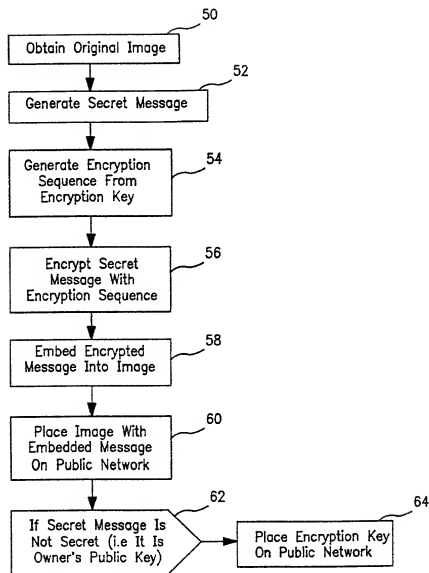 50
Obtain Original Image
52
Generate Secret Message
54
Generate Encryption
Sequence From
Encryption Key
56
Encrypt Secret
Message With
Encryption Sequence
58
Embed Encrypted
Message Into Image
60
Place Image With
Embedded Message
On Public Network
62
If Secret Message Is
Not Secret (i.e It Is
Owner's Public Key)
64
Place Encryption Key
On Public Network